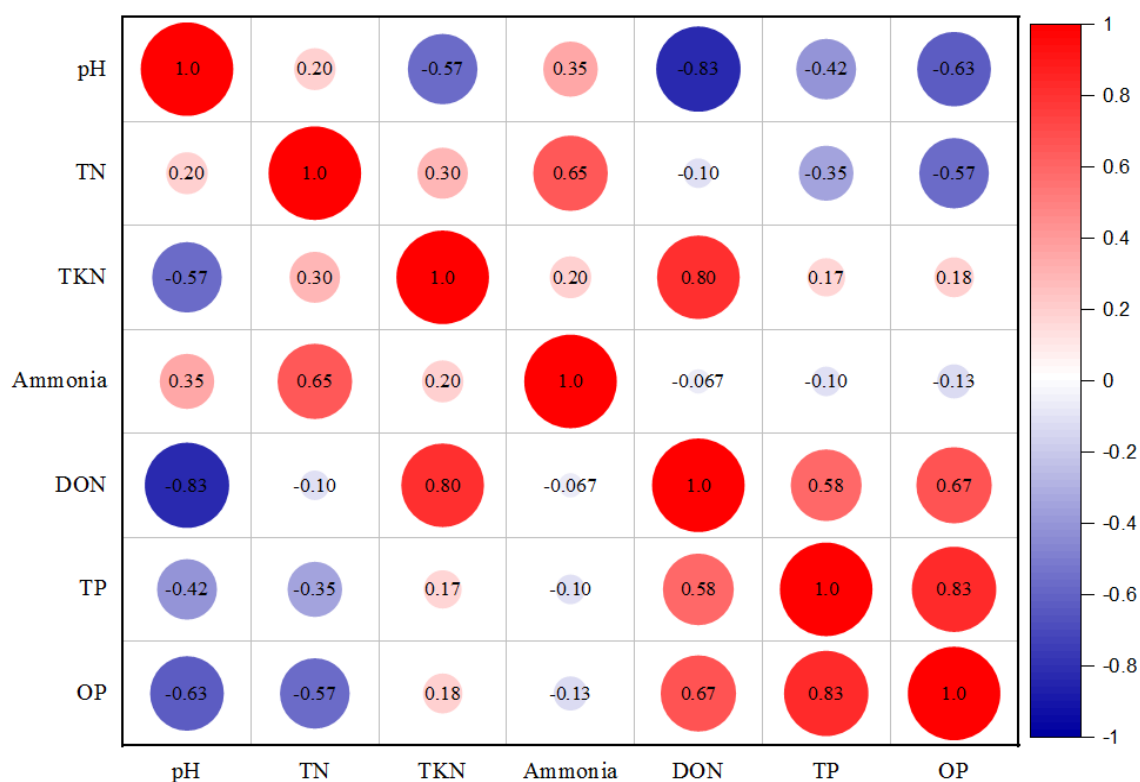 pH 1.0 0.20 -0.57 0.35 -0.83 -0.42 -0.63
TN 0.20 1.0 0.30 0.65 -0.10 -0.35 -0.57
TKN -0.57 0.30 1.0 0.20 0.80 0.17 0.18
Ammonia 0.35 0.65 0.20 1.0 -0.067 -0.10 -0.13
DON -0.83 -0.10 0.80 -0.067 1.0 0.58 0.67
TP -0.42 -0.35 0.17 -0.10 0.58 1.0 0.83
OP -0.63 -0.57 0.18 -0.13 0.67 0.83 1.0
pH TN TKN Ammonia DON TP OP
1
0.8
0.6
0.4
0.2
0
-0.2
-0.4
-0.6
-0.8
-1